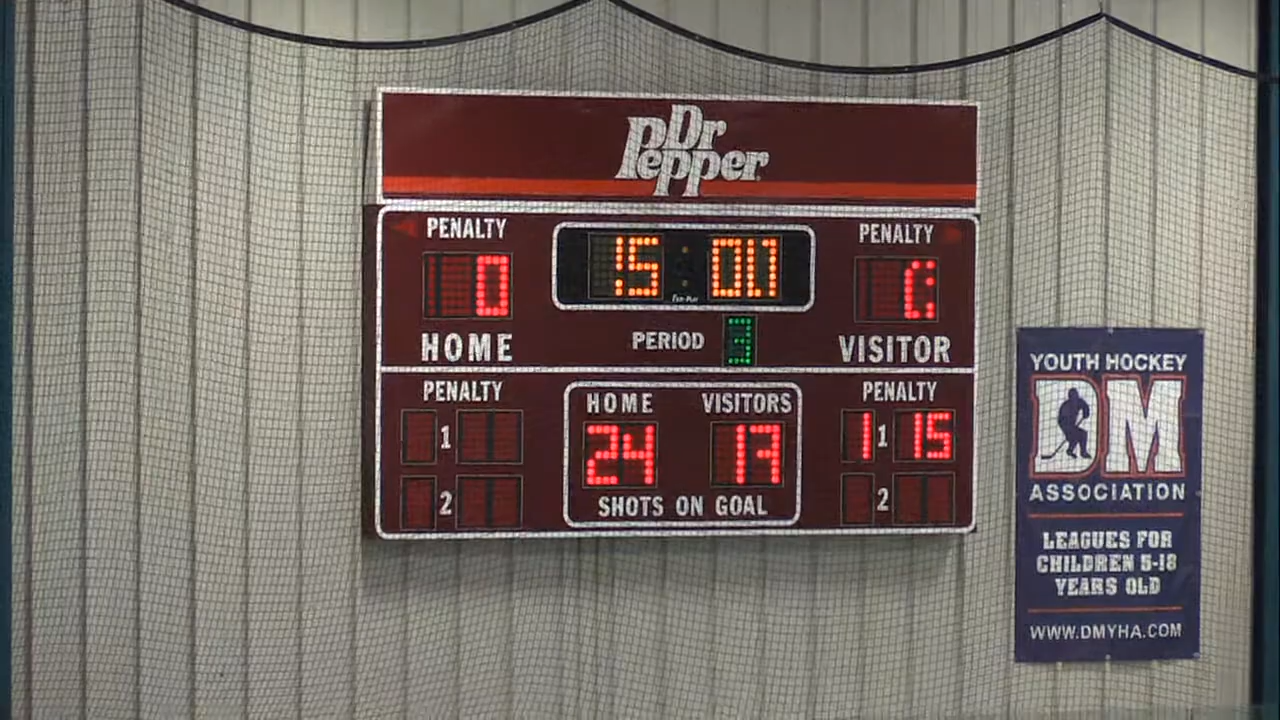 Dr
Pepper
PENALTY
PENALTY
15:00
0
HOME
PERIOD 3
VISITOR
PENALTY
PENALTY
HOME VISITORS
1
24 17
1 1 15
2
SHOTS ON GOAL
2
YOUTH HOCKEY
DM
ASSOCIATION
LEAGUES FOR
CHILDREN 5-18
YEARS OLD
WWW.DMYHA.COM